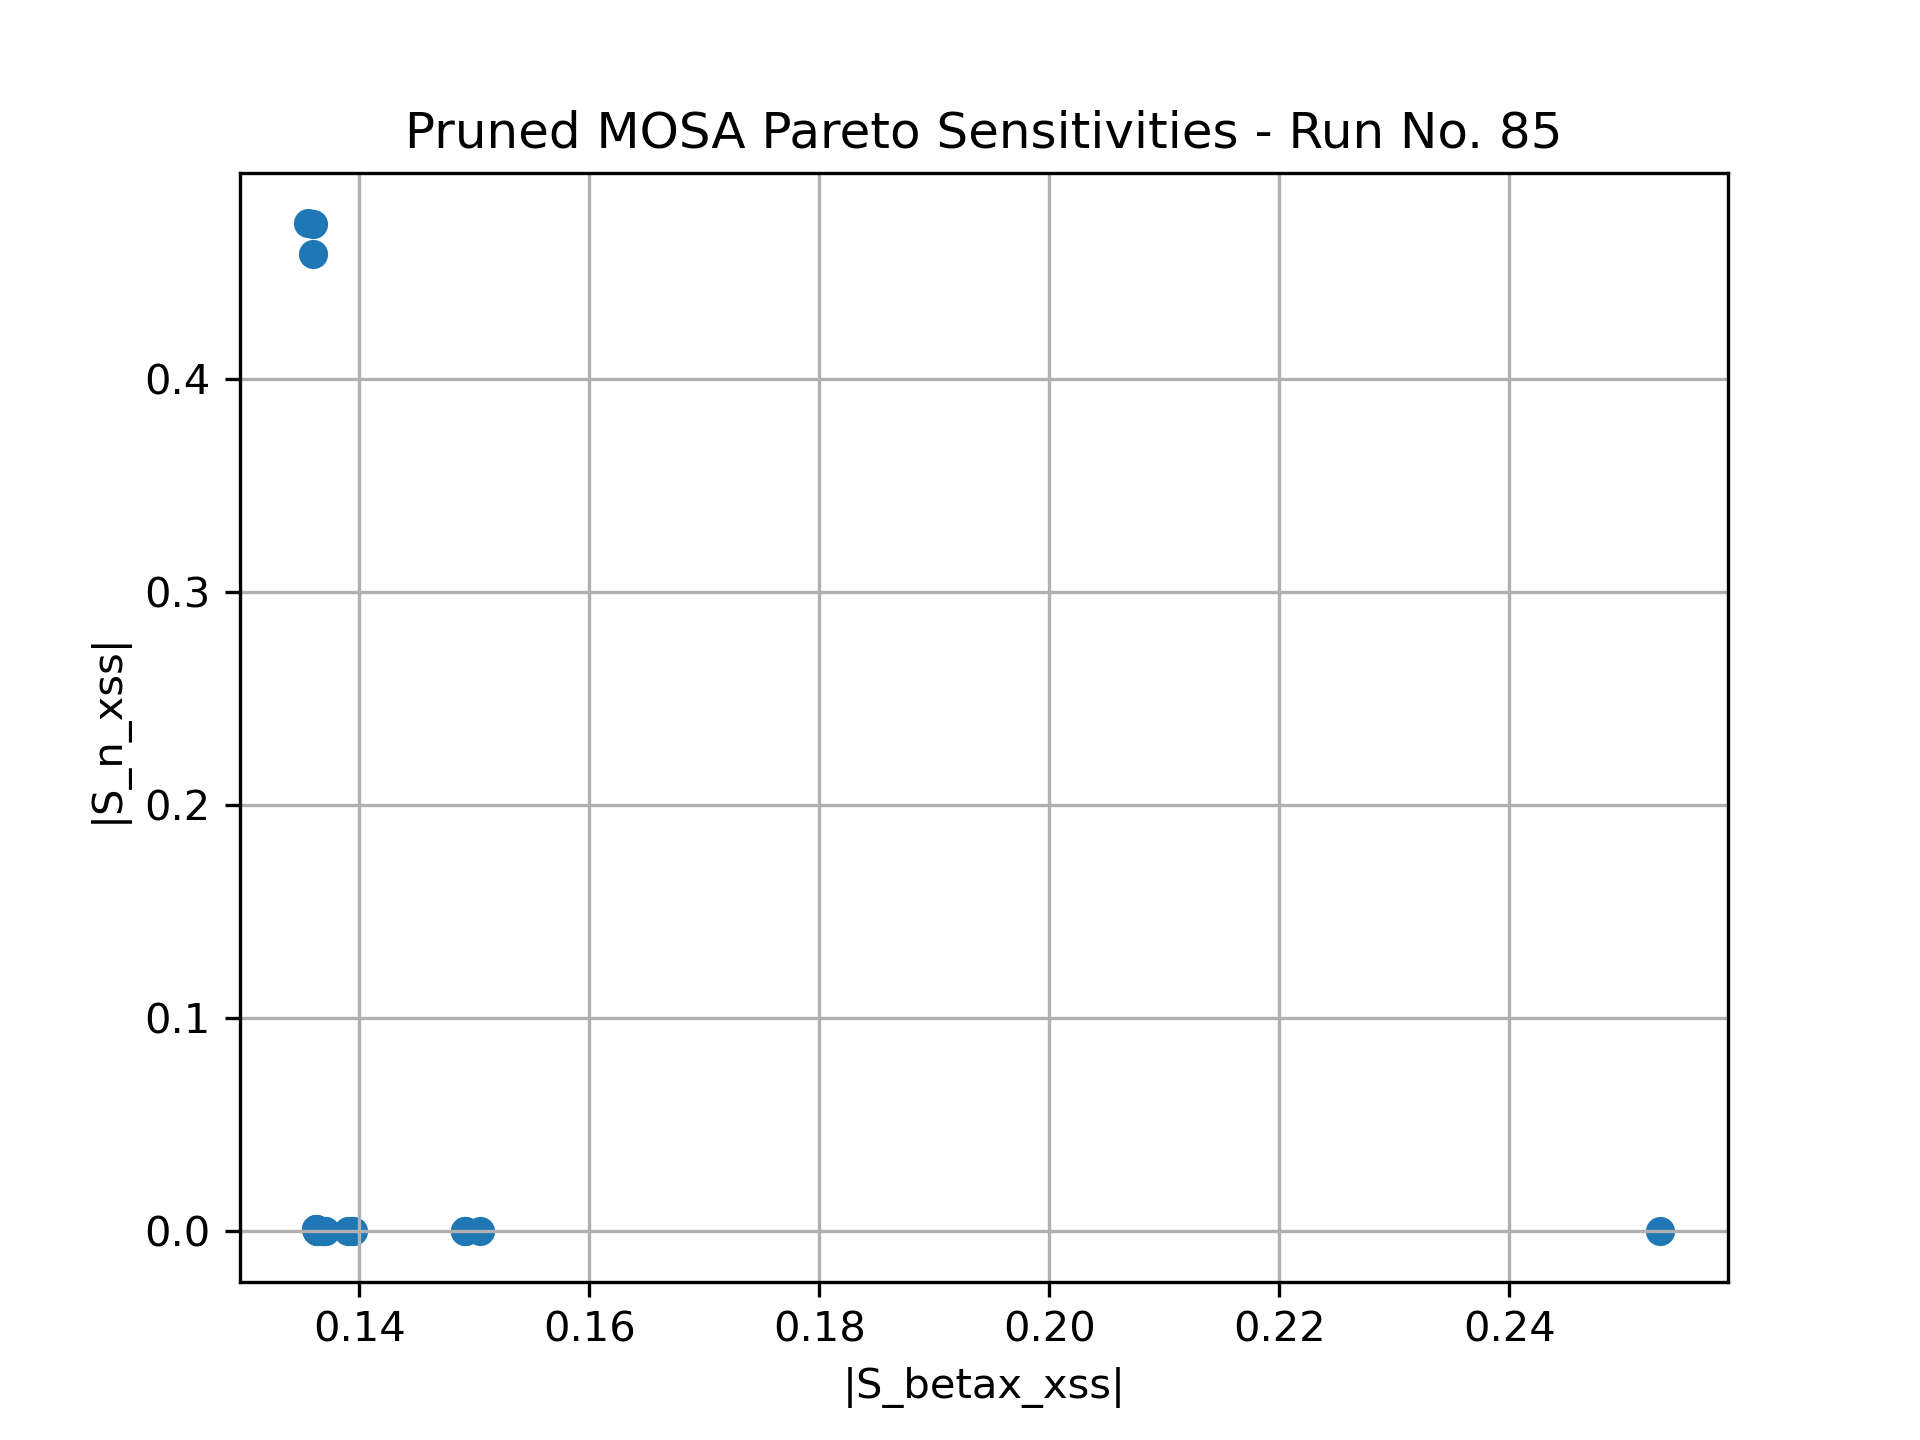 Pruned MOSA Pareto Sensitivities - Run No. 85
|S_n_xss|
0.4
0.3
0.2
0.1
0.0
0.14 0.16 0.18 0.20 0.22 0.24
|S_betax_xss|